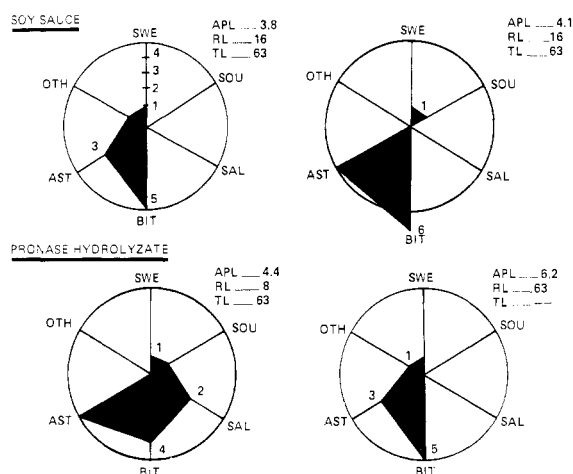 SOY SAUCE
APL 3.8
RL 16
TL 63
SWE
4
3
2
1
SOU
OTH
3
AST
SAL
5
BIT
APL 4.1
RL 16
TL 63
SWE
SOU
OTH
1
AST
SAL
6
BIT
PRONASE HYDROLYZATE
APL 4.4
RL 8
TL 63
SWE
OTH
SOU
1
2
AST
SAL
4
BIT
APL 6.2
RL 63
TL —
SWE
OTH
SOU
1
3
AST
SAL
5
BIT